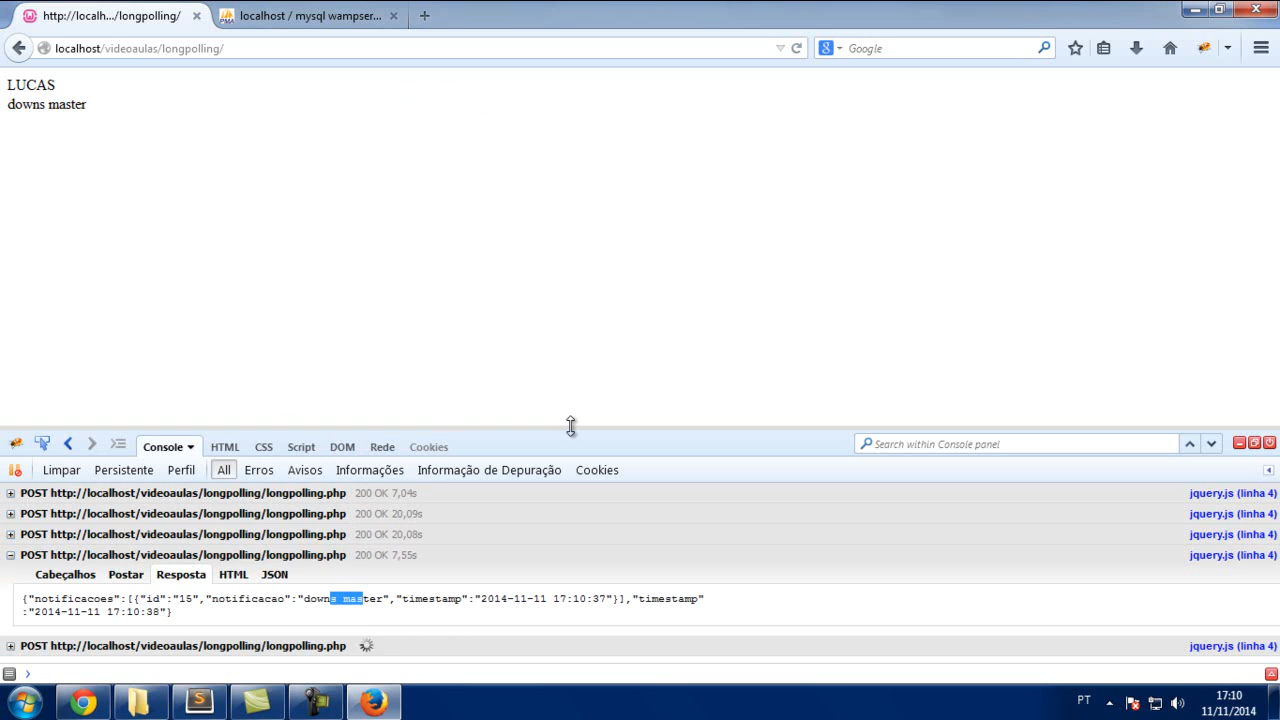 http://localh.../longpolling/
localhost / mysql wampser...
localhost/videoaulas/longpolling/
Google
LUCAS
downs master
Console
HTML
CSS
Script
DOM
Rede
Cookies
Search within Console panel
Limpar
Persistente
Perfil
All
Erros
Avisos
Informações
Informação de Depuração
Cookies
POST http://localhost/videoaulas/longpolling/longpolling.php 200 OK 7,04s jquery.js (linha 4)
POST http://localhost/videoaulas/longpolling/longpolling.php 200 OK 20,09s jquery.js (linha 4)
POST http://localhost/videoaulas/longpolling/longpolling.php 200 OK 20,08s jquery.js (linha 4)
POST http://localhost/videoaulas/longpolling/longpolling.php 200 OK 7,55s jquery.js (linha 4)
Cabeçalhos
Postar
Resposta
HTML
JSON
{"notificacoes":[{"id":"15","notificacao":"downs master","timestamp":"2014-11-11 17:10:37"}],"timestamp"
:"2014-11-11 17:10:38"}
POST http://localhost/videoaulas/longpolling/longpolling.php jquery.js (linha 4)
PT
17:10
11/11/2014